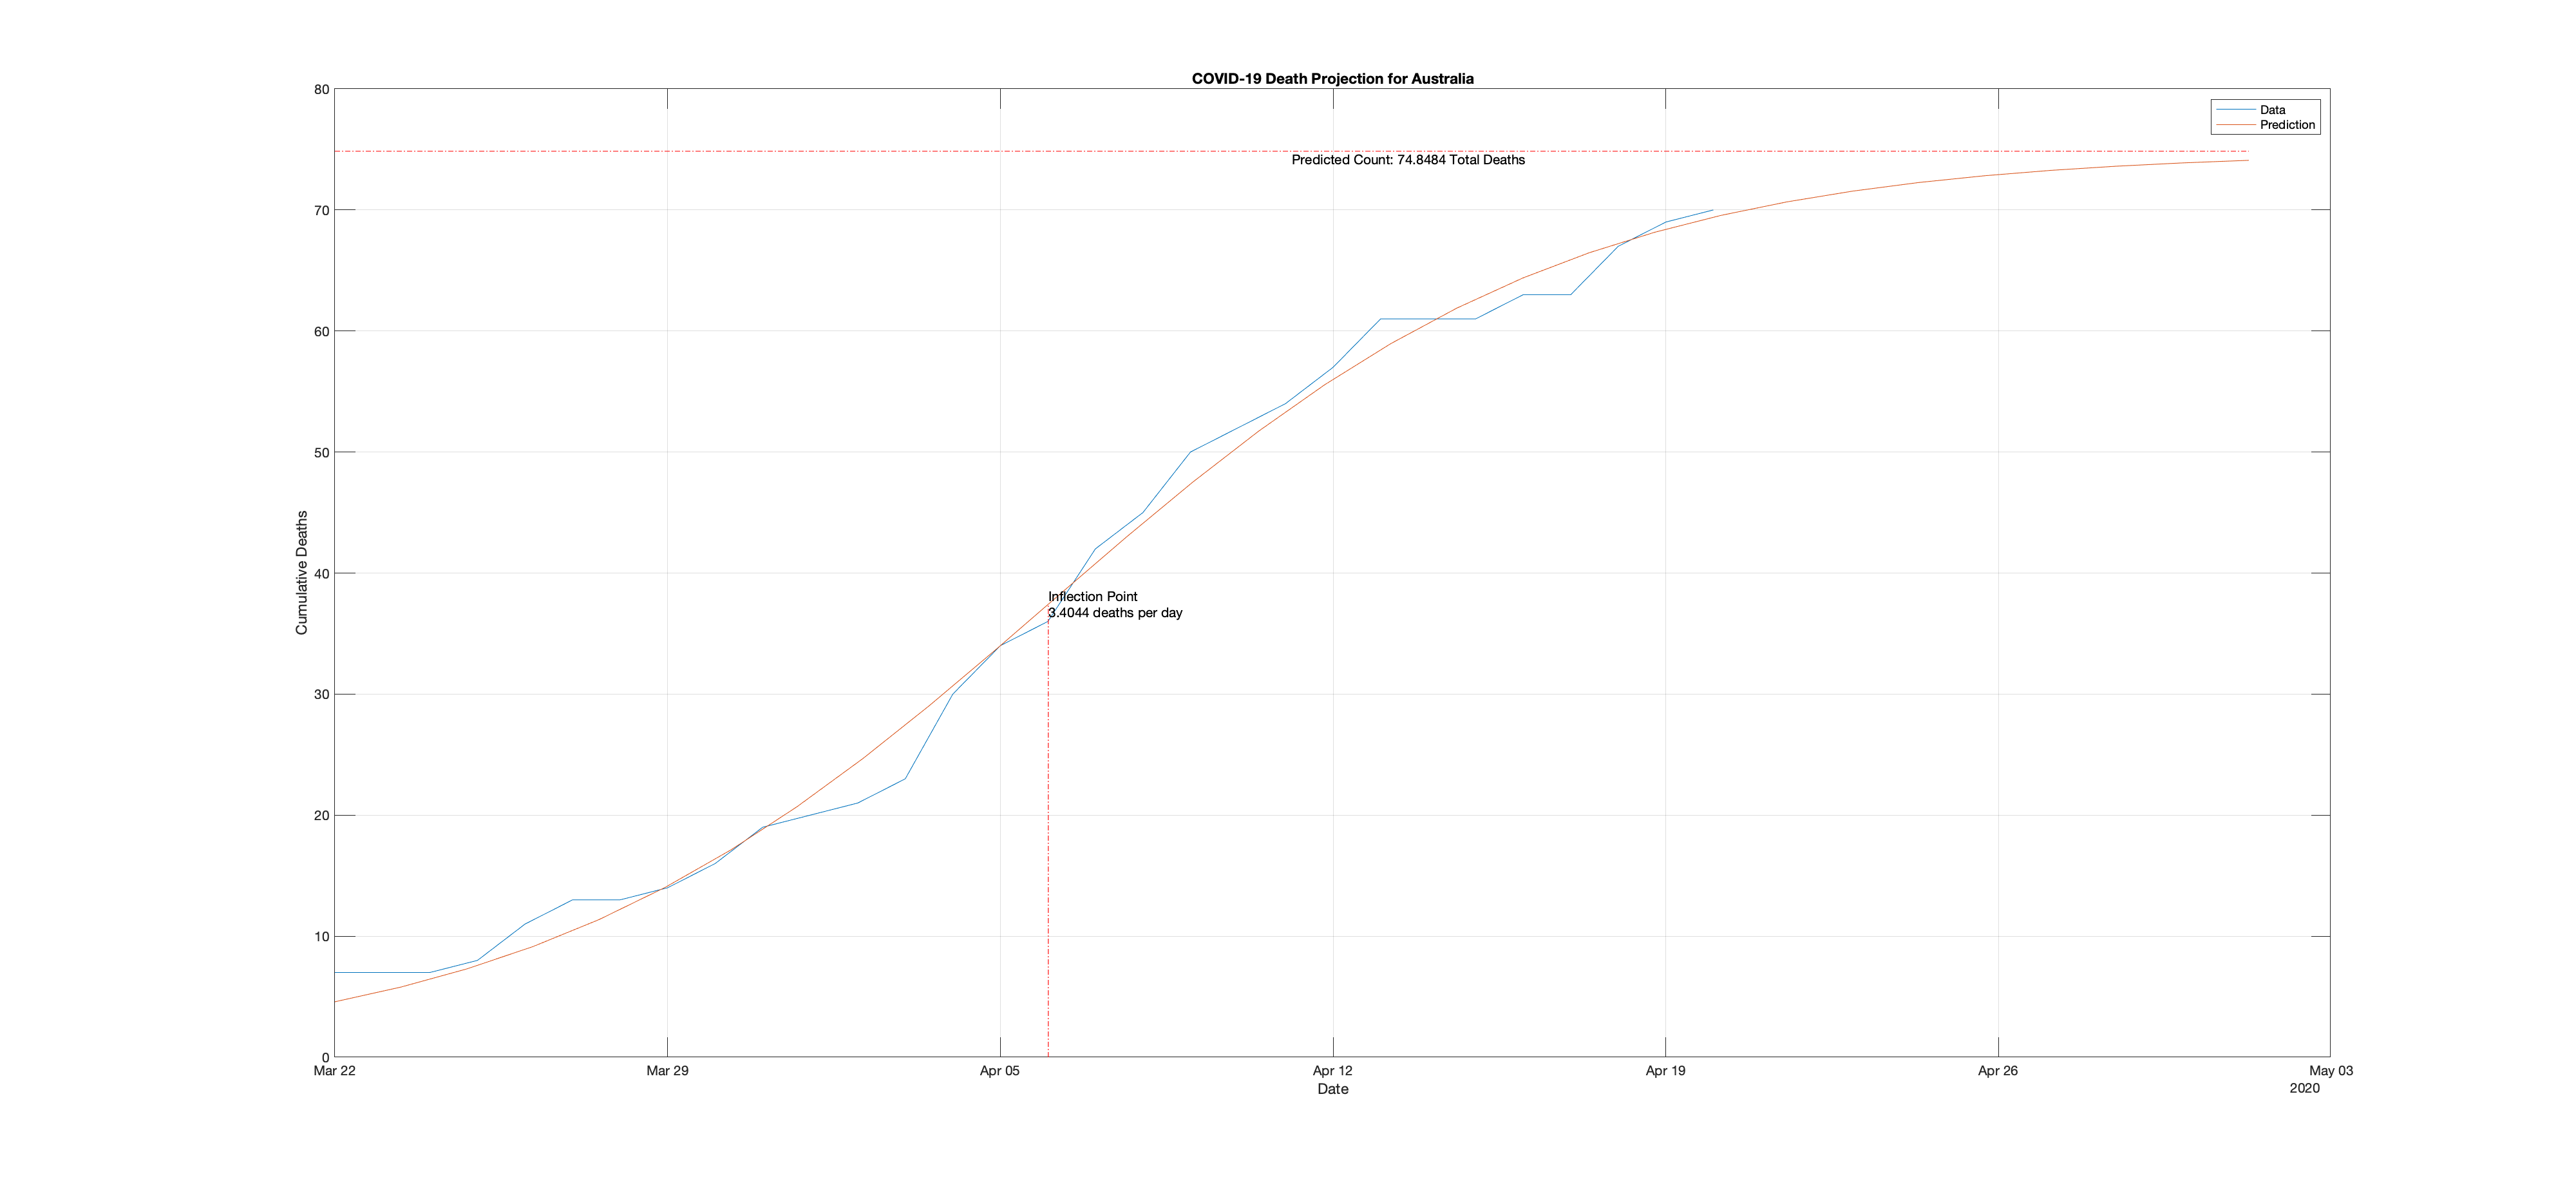 COVID-19 Death Projection for Australia
80
Data
Prediction
Predicted Count: 74.8484 Total Deaths
70
60
50
Cumulative Deaths
40
Inflection Point
3.4044 deaths per day
30
20
10
0
Mar 22
Mar 29
Apr 05
Apr 12
Apr 19
Apr 26
May 03
Date
2020